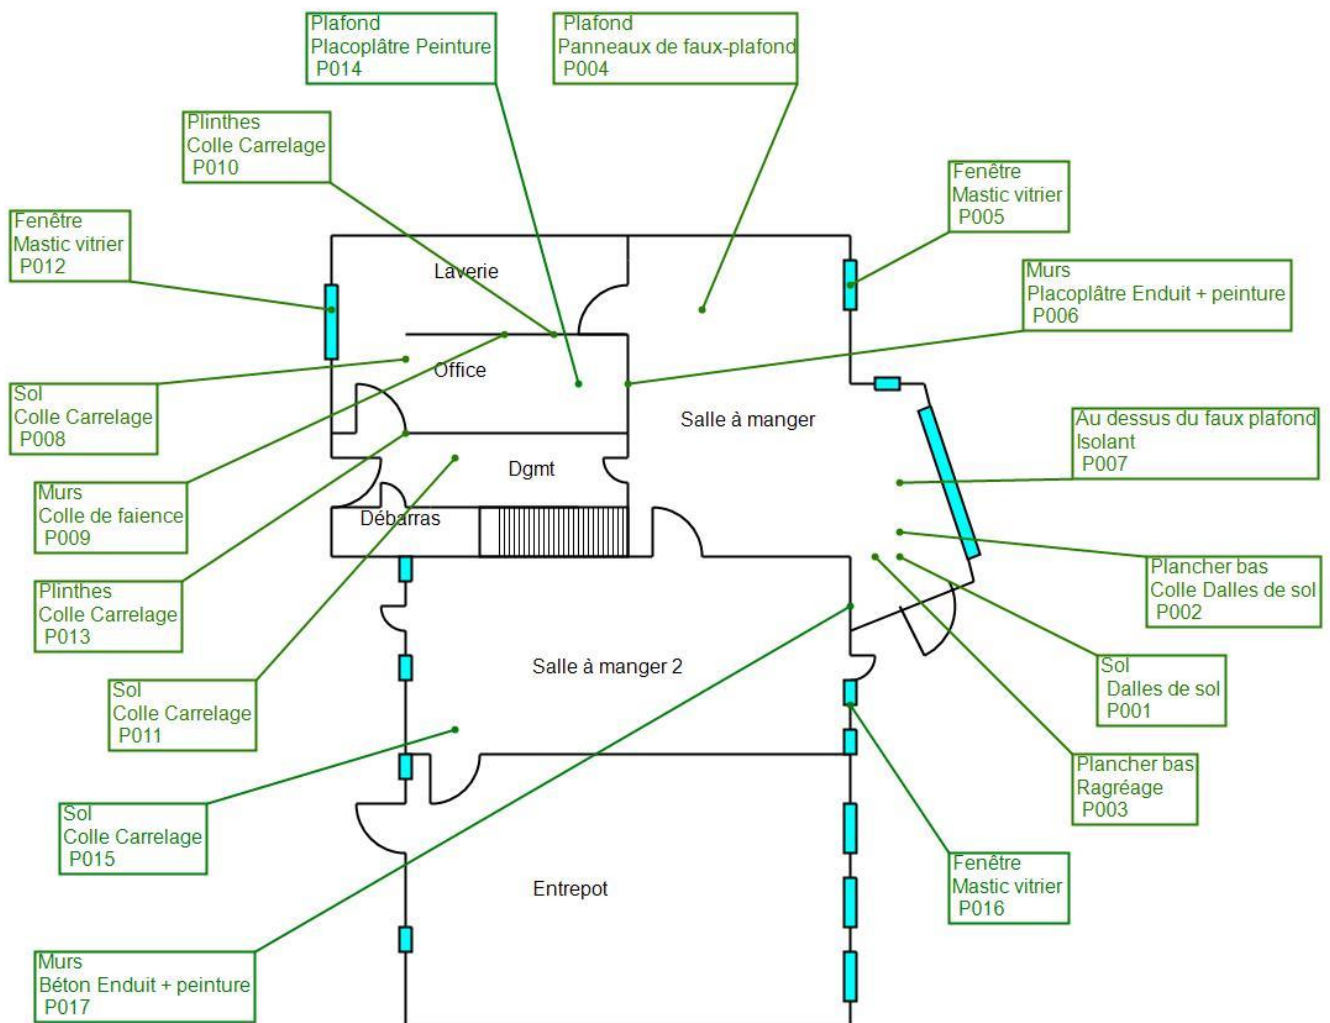 Plafond
Placoplâtre Peinture
P014
Plafond
Panneaux de faux-plafond
P004
Plinthes
Colle Carrelage
P010
Fenêtre
Mastic vitrier
P005
Fenêtre
Mastic vitrier
P012
Laverie
Murs
Placoplâtre Enduit + peinture
P006
Office
Sol
Colle Carrelage
P008
Salle à manger
Au dessus du faux plafond
Isolant
P007
Dgmt
Murs
Colle de faience
P009
Débarras
Plancher bas
Colle Dalles de sol
P002
Plinthes
Colle Carrelage
P013
Salle à manger 2
Sol
Dalles de sol
P001
Sol
Colle Carrelage
P011
Plancher bas
Ragréage
P003
Sol
Colle Carrelage
P015
Fenêtre
Mastic vitrier
P016
Entrepot
Murs
Béton Enduit + peinture
P017